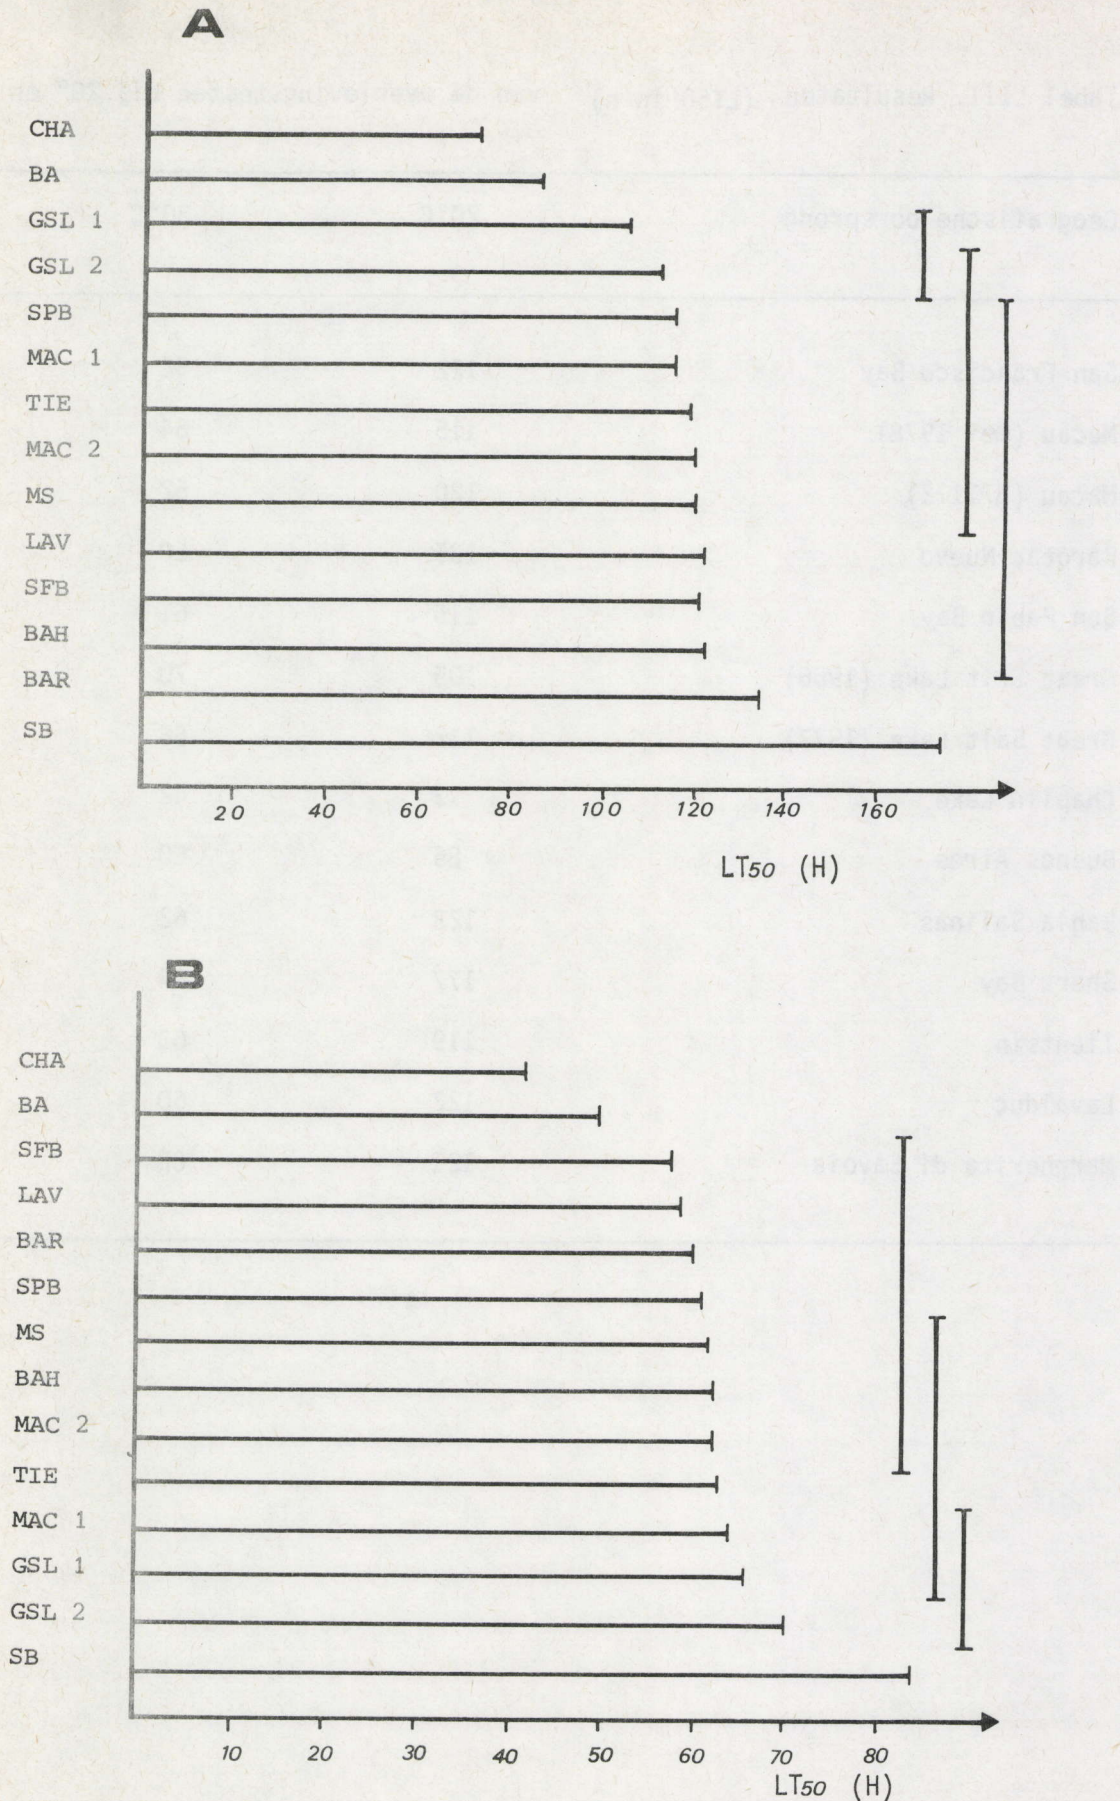 A
CHA
BA
GSL 1
GSL 2
SPB
MAC 1
TIE
MAC 2
MS
LAV
SFB
BAH
BAR
SB
20 40 60 80 100 120 140 160
LT50 (H)
B
CHA
BA
SFB
LAV
BAR
SPB
MS
BAH
MAC 2
TIE
MAC 1
GSL 1
GSL 2
SB
10 20 30 40 50 60 70 80
LT50 (H)